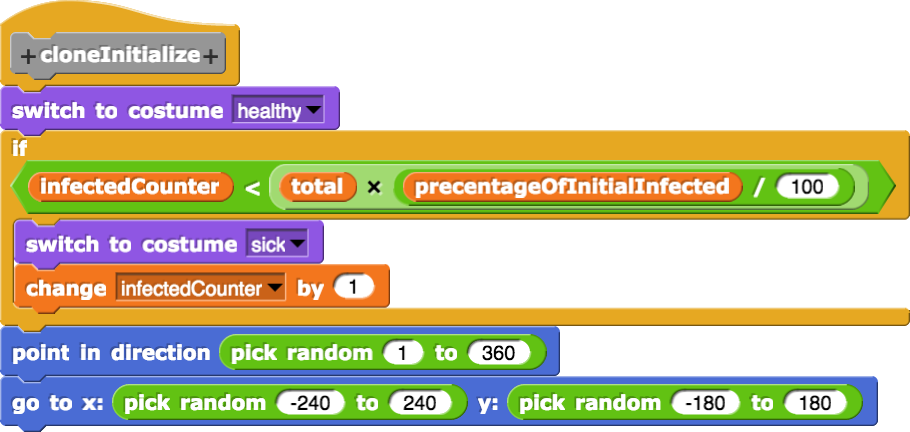 +cloneInitialize+
switch to costume healthy
if
infectedCounter < total × precentageOfInitialInfected / 100
switch to costume sick
change infectedCounter by 1
point in direction pick random 1 to 360
go to x: pick random -240 to 240 y: pick random -180 to 180